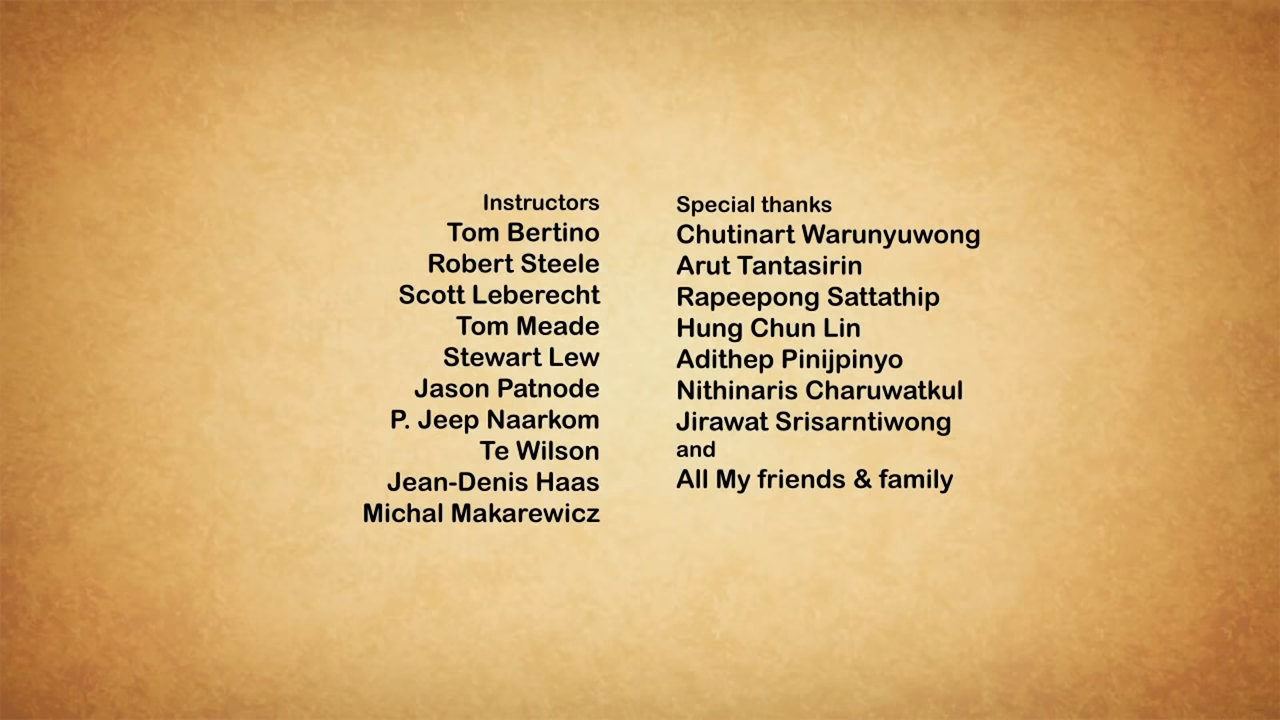 Instructors
Tom Bertino
Robert Steele
Scott Leberecht
Tom Meade
Stewart Lew
Jason Patnode
P. Jeep Naarkom
Te Wilson
Jean-Denis Haas
Michal Makarewicz
Special thanks
Chutinart Warunyuwong
Arut Tantasirin
Rapeepong Sattathip
Hung Chun Lin
Adithep Pinijpinyo
Nithinaris Charuwatkul
Jirawat Srisarntiwong
and
All My friends & family